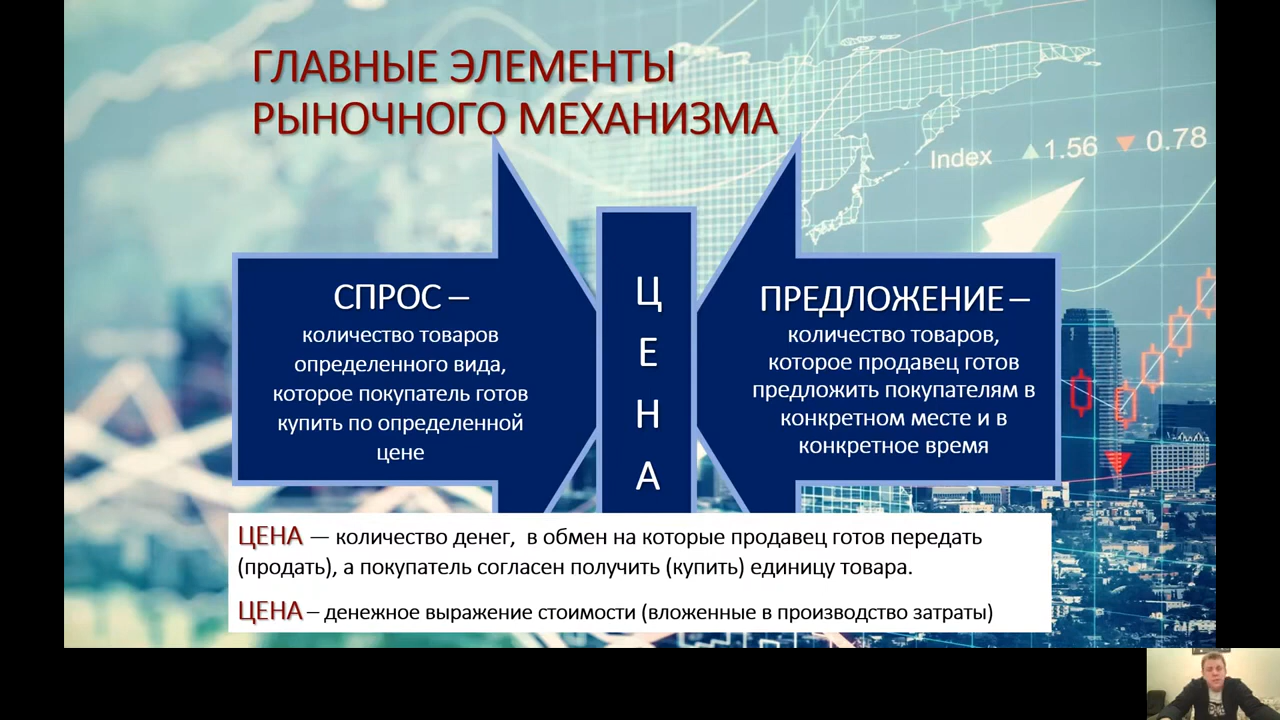 ГЛАВНЫЕ ЭЛЕМЕНТЫ
РЫНОЧНОГО МЕХАНИЗМА
Index ▲1.56 ▼0.78
СПРОС –
количество товаров
определенного вида,
которое покупатель готов
купить по определенной
цене
Ц
Е
Н
А
ПРЕДЛОЖЕНИЕ –
количество товаров,
которое продавец готов
предложить покупателям в
конкретном месте и в
конкретное время
ЦЕНА — количество денег, в обмен на которые продавец готов передать
(продать), а покупатель согласен получить (купить) единицу товара.
ЦЕНА – денежное выражение стоимости (вложенные в производство затраты)